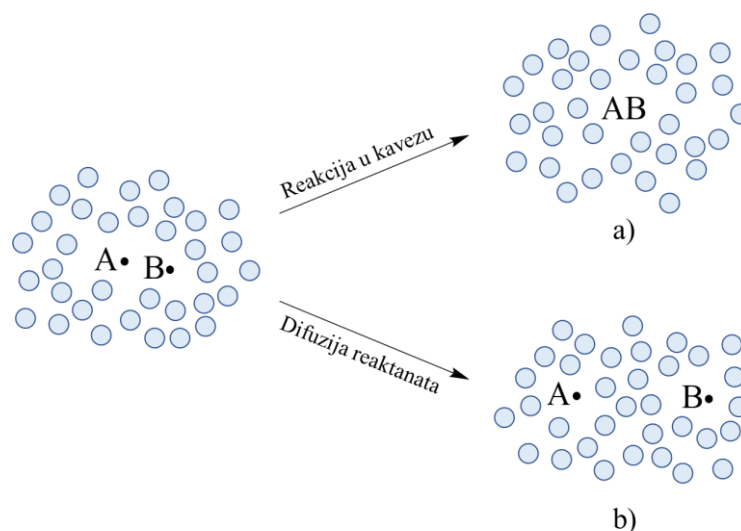 A• B•
Reakcija u kavezu
AB
a)
Difuzija reaktanata
A•
B•
b)